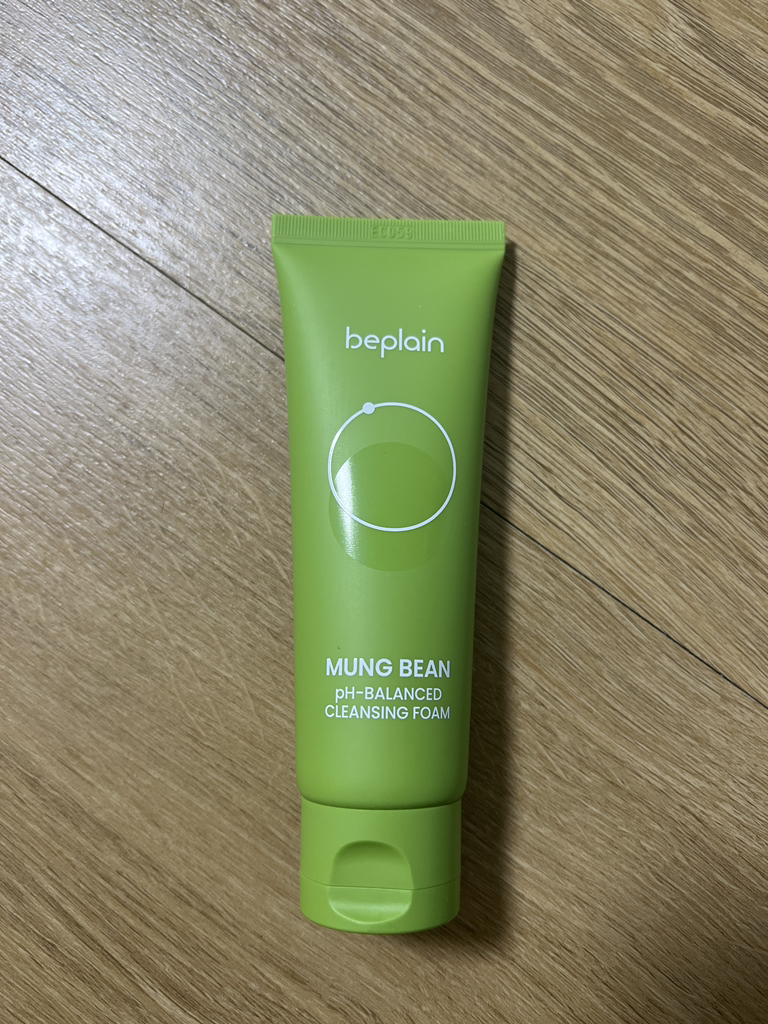 beplain
MUNG BEAN
pH-BALANCED
CLEANSING FOAM